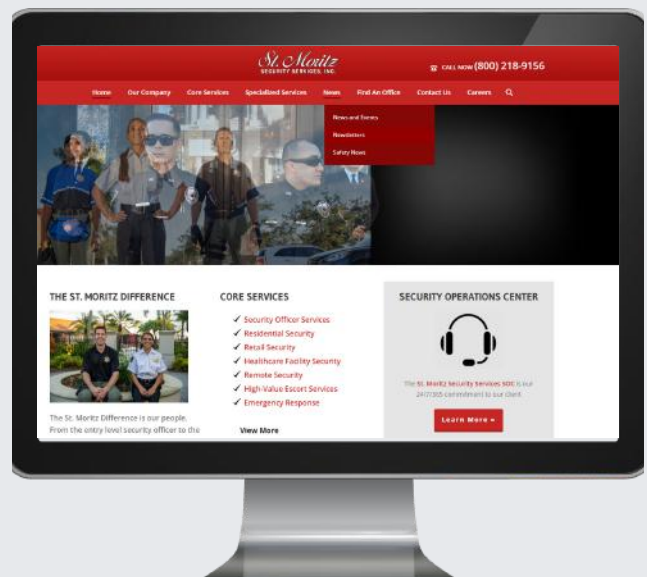 St. Moritz
SECURITY SERVICES, INC.
CALL NOW (800) 218-9156
Home Our Company Core Services Specialized Services News Find An Office Contact Us Careers
News and Events
Newsletters
Safety News
THE ST. MORITZ DIFFERENCE
The St. Moritz Difference is our people.
From the entry level security officer to the
CORE SERVICES
✓ Security Officer Services
✓ Residential Security
✓ Retail Security
✓ Healthcare Facility Security
✓ Remote Security
✓ High-Value Escort Services
✓ Emergency Response
View More
SECURITY OPERATIONS CENTER
The St. Moritz Security Services SOC is our
24/7/365 commitment to our client
Learn More »